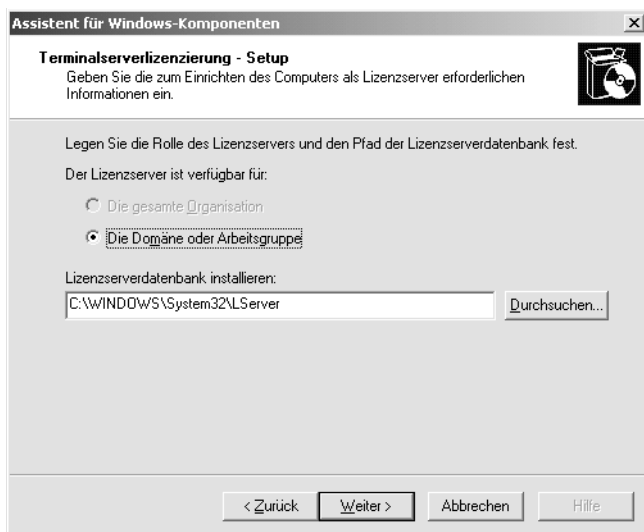 Assistent für Windows-Komponenten
Terminalserverlizenzierung - Setup
Geben Sie die zum Einrichten des Computers als Lizenzserver erforderlichen
Informationen ein.
Legen Sie die Rolle des Lizenzservers und den Pfad der Lizenzserverdatenbank fest.
Der Lizenzserver ist verfügbar für:
Die gesamte Organisation
Die Domäne oder Arbeitsgruppe
Lizenzserverdatenbank installieren:
C:\WINDOWS\System32\LServer
Durchsuchen...
< Zurück
Weiter >
Abbrechen
Hilfe